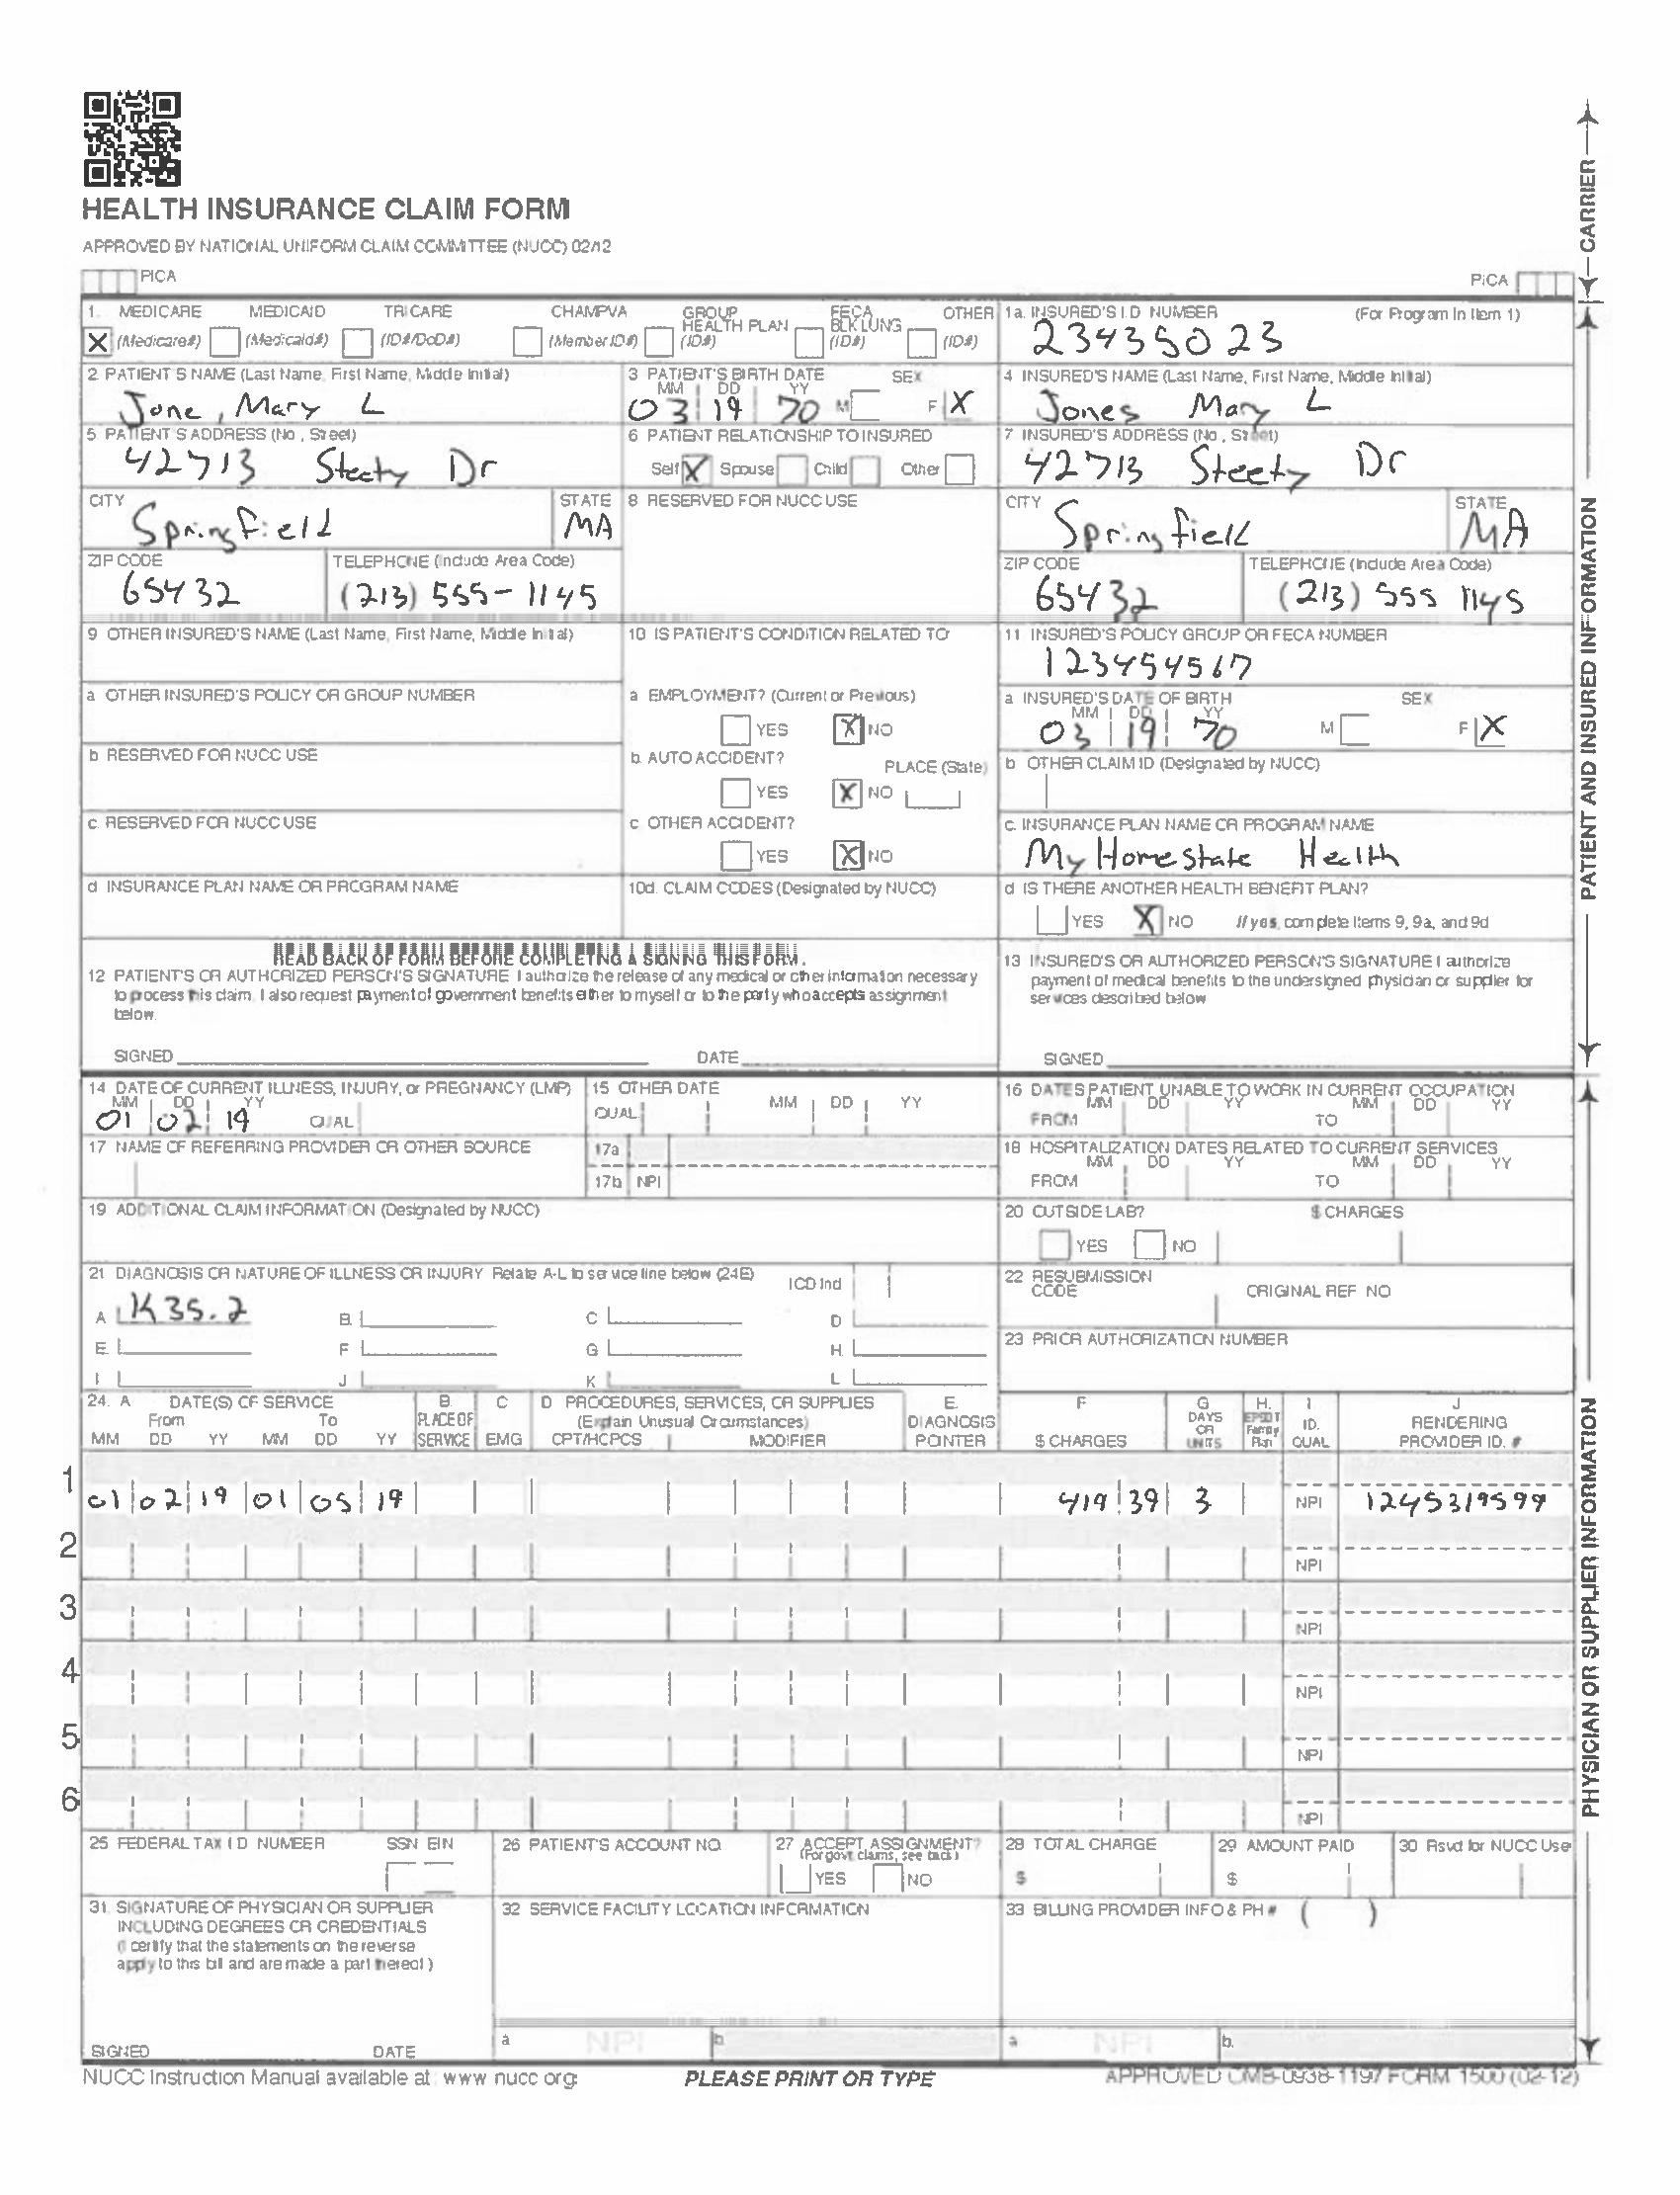 HEALTH INSURANCE CLAIM FORM
APPROVED BY NATIONAL UNIFORM CLAIM COMMITTEE (NUCC) 02/12
PICA PICA
CARRIER
1. MEDICARE MEDICAID TRICARE CHAMPVA GROUP HEALTH PLAN FECA BLK LUNG OTHER
X (Medicare#) (Medicaid#) (ID#/DoD#) (Member ID#) (ID#) (ID#) (ID#)
1a. INSURED'S I.D. NUMBER (For Program In Item 1)
23435023
2. PATIENT'S NAME (Last Name, First Name, Middle Initial)
Jone, Mary L
3. PATIENT'S BIRTH DATE SEX
MM DD YY
03 19 70 M F X
4. INSURED'S NAME (Last Name, First Name, Middle Initial)
Jones Mary L
5. PATIENT'S ADDRESS (No., Street)
42713 Steety Dr
6. PATIENT RELATIONSHIP TO INSURED
Self X Spouse Child Other
7. INSURED'S ADDRESS (No., Street)
42713 Steety Dr
CITY STATE
Springfield MA
8. RESERVED FOR NUCC USE
CITY STATE
Springfield MA
ZIP CODE TELEPHONE (Include Area Code)
65432 (213) 555-1145
ZIP CODE TELEPHONE (Include Area Code)
65432 (213) 555 1145
9. OTHER INSURED'S NAME (Last Name, First Name, Middle Initial)
10. IS PATIENT'S CONDITION RELATED TO:
11. INSURED'S POLICY GROUP OR FECA NUMBER
123454567
a. OTHER INSURED'S POLICY OR GROUP NUMBER
a. EMPLOYMENT? (Current or Previous)
YES X NO
a. INSURED'S DATE OF BIRTH SEX
MM DD YY
03 19 70 M F X
b. RESERVED FOR NUCC USE
b. AUTO ACCIDENT? PLACE (State)
YES X NO
b. OTHER CLAIM ID (Designated by NUCC)
c. RESERVED FOR NUCC USE
c. OTHER ACCIDENT?
YES X NO
c. INSURANCE PLAN NAME OR PROGRAM NAME
My Homestate Health
d. INSURANCE PLAN NAME OR PROGRAM NAME
10d. CLAIM CODES (Designated by NUCC)
d. IS THERE ANOTHER HEALTH BENEFIT PLAN?
YES X NO If yes, complete items 9, 9a, and 9d.
READ BACK OF FORM BEFORE COMPLETING & SIGNING THIS FORM.
12. PATIENT'S OR AUTHORIZED PERSON'S SIGNATURE I authorize the release of any medical or other information necessary
to process this claim. I also request payment of government benefits either to myself or to the party who accepts assignment
below.
SIGNED DATE
13. INSURED'S OR AUTHORIZED PERSON'S SIGNATURE I authorize
payment of medical benefits to the undersigned physician or supplier for
services described below.
SIGNED
PATIENT AND INSURED INFORMATION
14. DATE OF CURRENT ILLNESS, INJURY, or PREGNANCY (LMP)
MM DD YY
01 02 19 QUAL.
15. OTHER DATE
QUAL. MM DD YY
16. DATES PATIENT UNABLE TO WORK IN CURRENT OCCUPATION
MM DD YY MM DD YY
FROM TO
17. NAME OF REFERRING PROVIDER OR OTHER SOURCE
17a.
17b. NPI
18. HOSPITALIZATION DATES RELATED TO CURRENT SERVICES
MM DD YY MM DD YY
FROM TO
19. ADDITIONAL CLAIM INFORMATION (Designated by NUCC)
20. OUTSIDE LAB? $ CHARGES
YES NO
21. DIAGNOSIS OR NATURE OF ILLNESS OR INJURY Relate A-L to service line below (24E) ICD Ind.
A. K35.2 B. C. D.
E. F. G. H.
I. J. K. L.
22. RESUBMISSION CODE ORIGINAL REF. NO.
23. PRIOR AUTHORIZATION NUMBER
24. A. DATE(S) OF SERVICE B. C. D. PROCEDURES, SERVICES, OR SUPPLIES E. F. G. H. I. J.
From To PLACE OF (Explain Unusual Circumstances) DIAGNOSIS DAYS OR EPSDT Family ID. RENDERING
MM DD YY MM DD YY SERVICE EMG CPT/HCPCS MODIFIER POINTER $ CHARGES UNITS Plan QUAL. PROVIDER ID. #
1 01 02 19 01 05 19 419 39 3 NPI 1245319599
2 NPI
3 NPI
4 NPI
5 NPI
6 NPI
25. FEDERAL TAX I.D. NUMBER SSN EIN
26. PATIENT'S ACCOUNT NO.
27. ACCEPT ASSIGNMENT?
(For govt. claims, see back)
YES NO
28. TOTAL CHARGE
$
29. AMOUNT PAID
$
30. Rsvd for NUCC Use
31. SIGNATURE OF PHYSICIAN OR SUPPLIER
INCLUDING DEGREES OR CREDENTIALS
(I certify that the statements on the reverse
apply to this bill and are made a part thereof.)
SIGNED DATE
32. SERVICE FACILITY LOCATION INFORMATION
a. NPI b.
33. BILLING PROVIDER INFO & PH # ( )
a. NPI b.
PHYSICIAN OR SUPPLIER INFORMATION
NUCC Instruction Manual available at: www.nucc.org
PLEASE PRINT OR TYPE
APPROVED OMB-0938-1197 FORM 1500 (02-12)